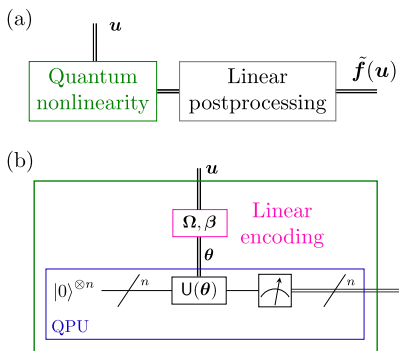 (a)
u
Quantum
nonlinearity
Linear
postprocessing
f̃(u)
(b)
u
Ω, β
Linear
encoding
θ
|0⟩^⊗n
n
U(θ)
n
QPU